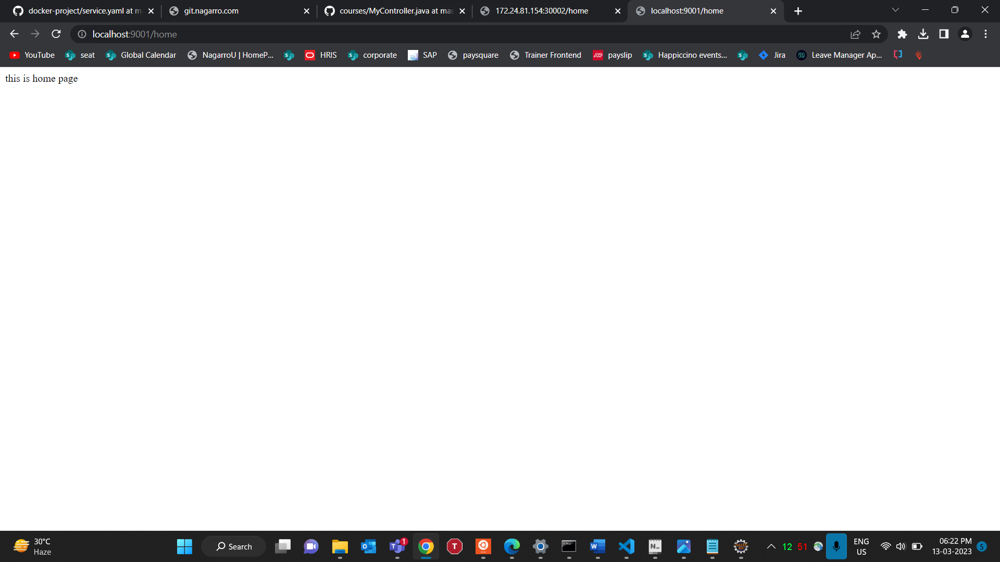 docker-project/service.yaml at m
git.nagarro.com
courses/MyController.java at mas
172.24.81.154:30002/home
localhost:9001/home
localhost:9001/home
YouTube
seat
Global Calendar
NagarroU | HomeP...
HRIS
corporate
SAP
paysquare
Trainer Frontend
payslip
Happiccino events...
Jira
Leave Manager Ap...
this is home page
30°C
Haze
Search
1
12
51
ENG
US
06:22 PM
13-03-2023
5